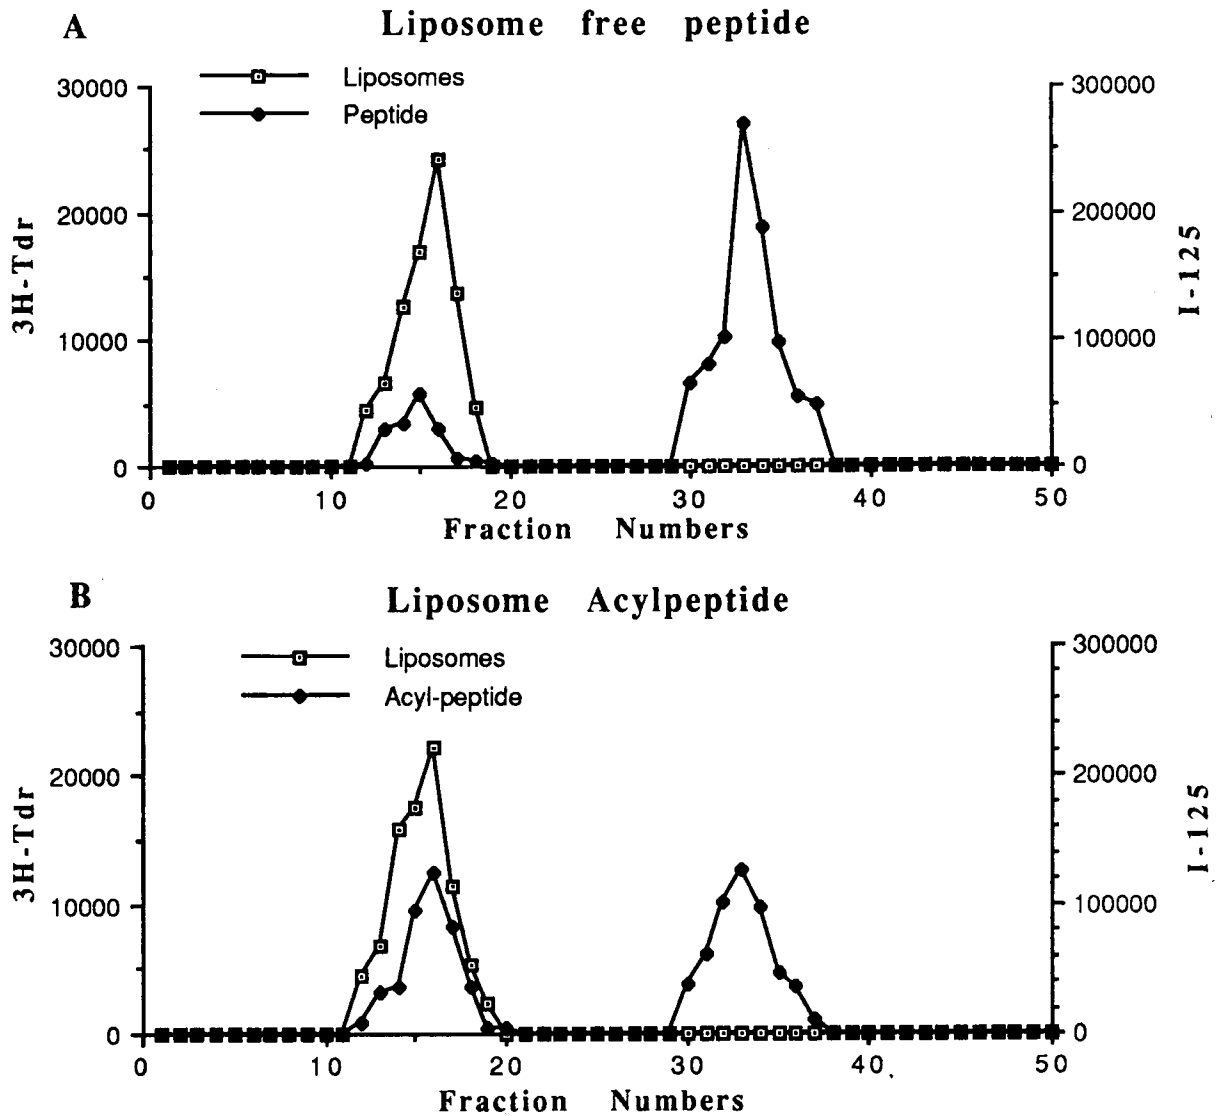 A Liposome free peptide
Liposomes
Peptide
30000
20000
10000
0
3H-Tdr
300000
200000
100000
0
I-125
0 10 20 30 40 50
Fraction Numbers
B Liposome Acylpeptide
Liposomes
Acyl-peptide
30000
20000
10000
0
3H-Tdr
300000
200000
100000
0
I-125
0 10 20 30 40 50
Fraction Numbers